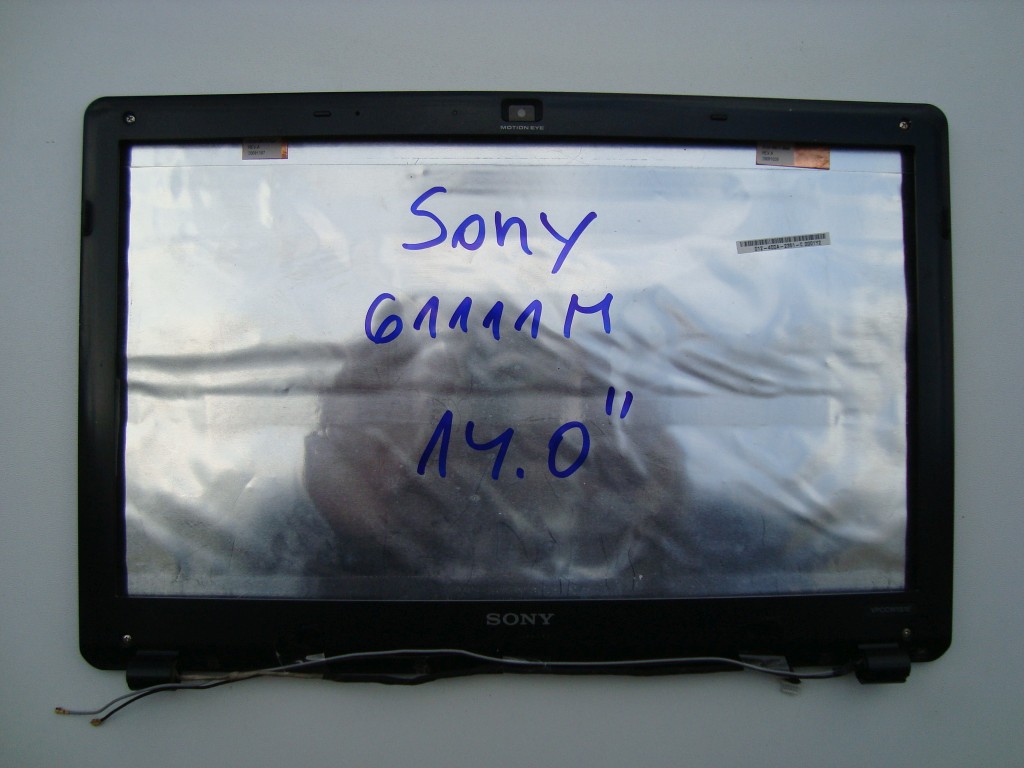 MOTION EYE
Sony
61111M
14.0"
SONY